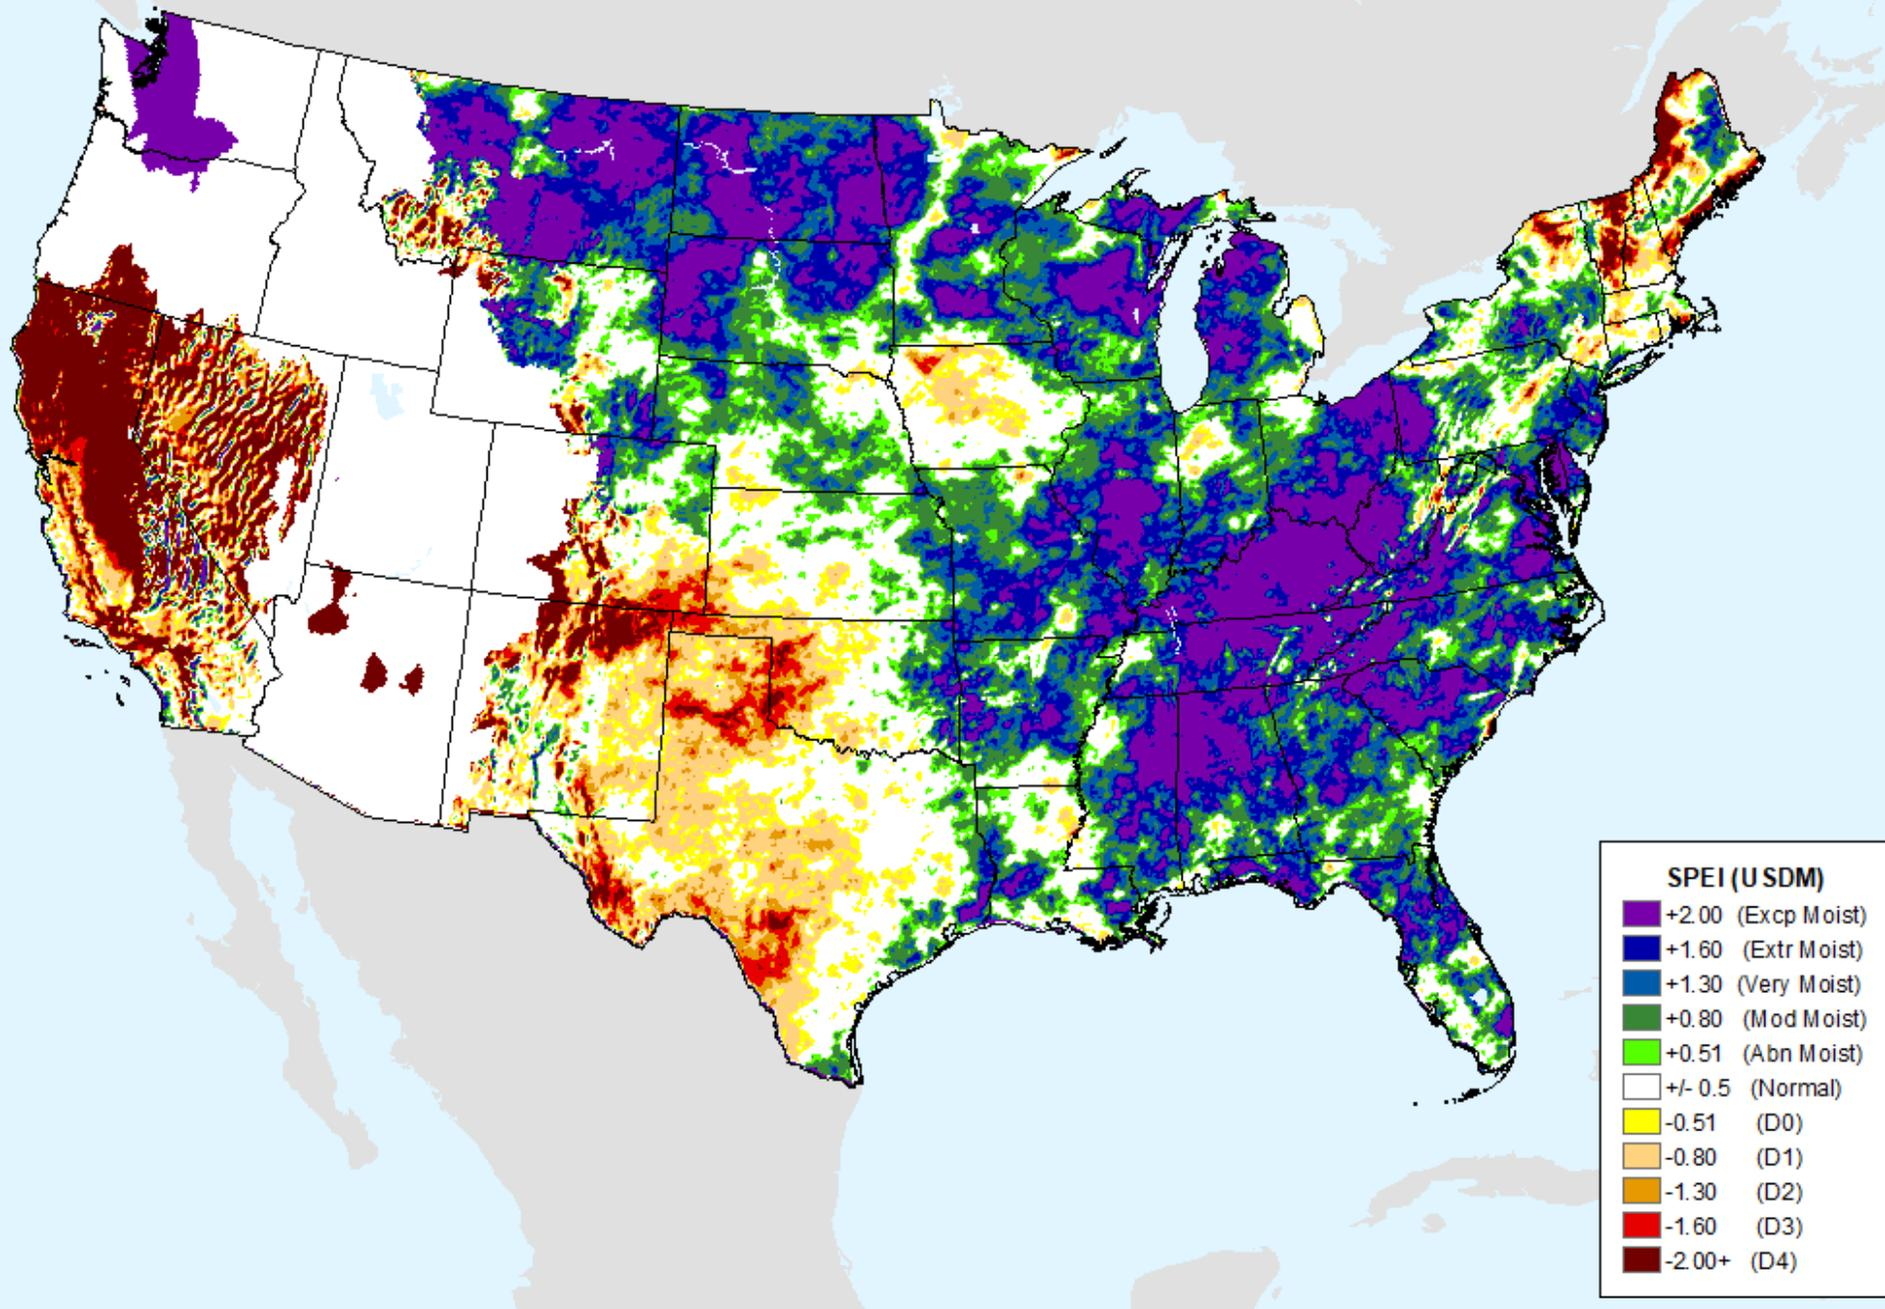 SPEI (USDM)
+2.00 (Excp Moist)
+1.60 (Extr Moist)
+1.30 (Very Moist)
+0.80 (Mod Moist)
+0.51 (Abn Moist)
+/- 0.5 (Normal)
-0.51 (D0)
-0.80 (D1)
-1.30 (D2)
-1.60 (D3)
-2.00+ (D4)